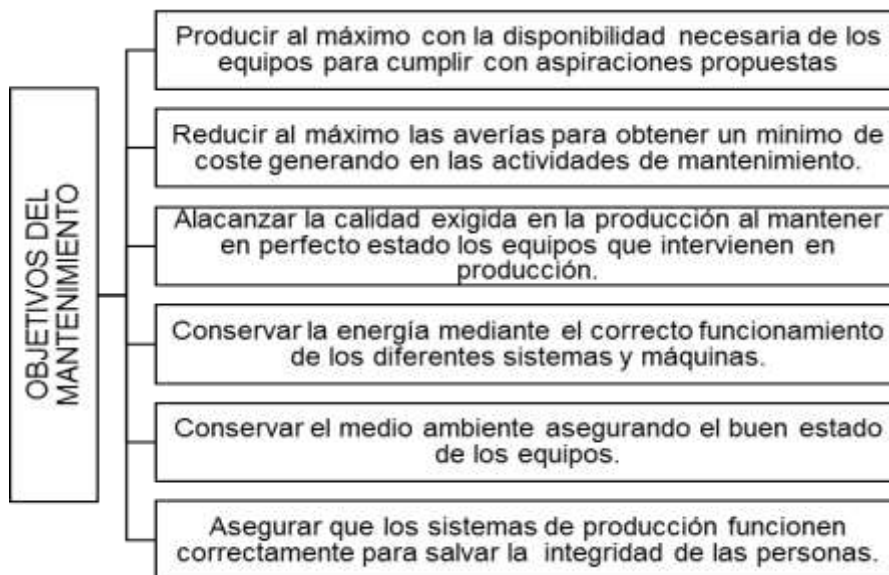 OBJETIVOS DEL
MANTENIMIENTO
Producir al máximo con la disponibilidad necesaria de los
equipos para cumplir con aspiraciones propuestas
Reducir al máximo las averías para obtener un minimo de
coste generando en las actividades de mantenimiento.
Alacanzar la calidad exigida en la producción al mantener
en perfecto estado los equipos que intervienen en
producción.
Conservar la energía mediante el correcto funcionamiento
de los diferentes sistemas y máquinas.
Conservar el medio ambiente asegurando el buen estado
de los equipos.
Asegurar que los sistemas de producción funcionen
correctamente para salvar la integridad de las personas.